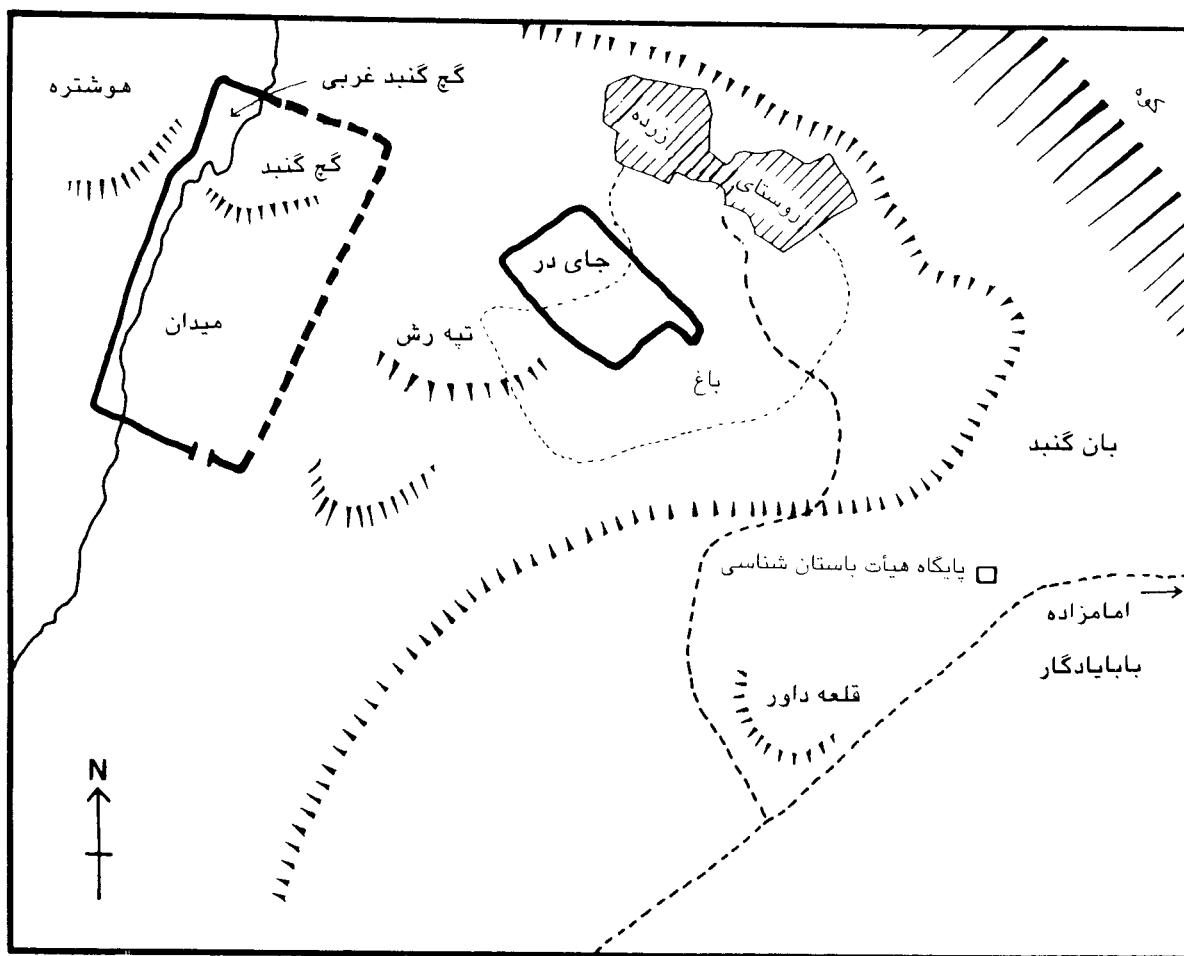 هوشتره
گچ گنبد غربی
گچ گنبد
میدان
کوه
زرده
روستای
جای در
تپه رش
باغ
بان گنبد
پایگاه هیأت باستان شناسی
امامزاده
بابایادگار
قلعه داور
N